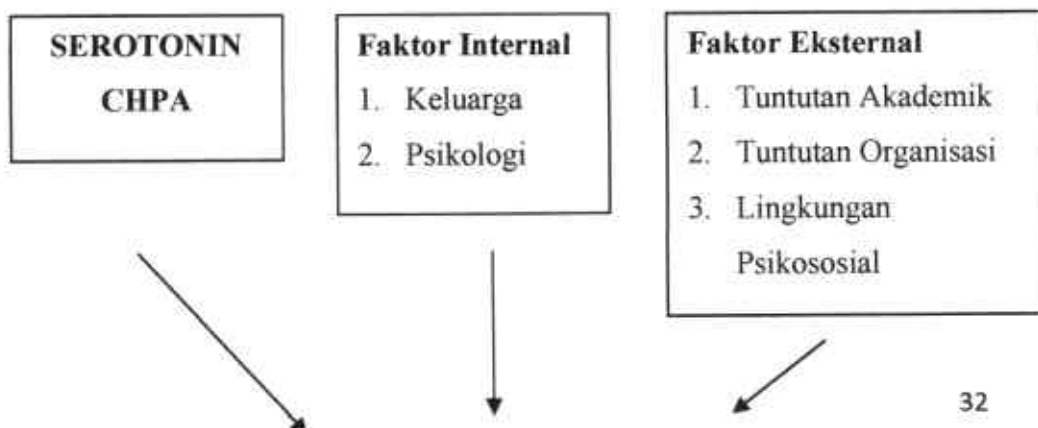 SEROTONIN
CHPA
Faktor Internal
1. Keluarga
2. Psikologi
Faktor Eksternal
1. Tuntutan Akademik
2. Tuntutan Organisasi
3. Lingkungan
Psikososial
32